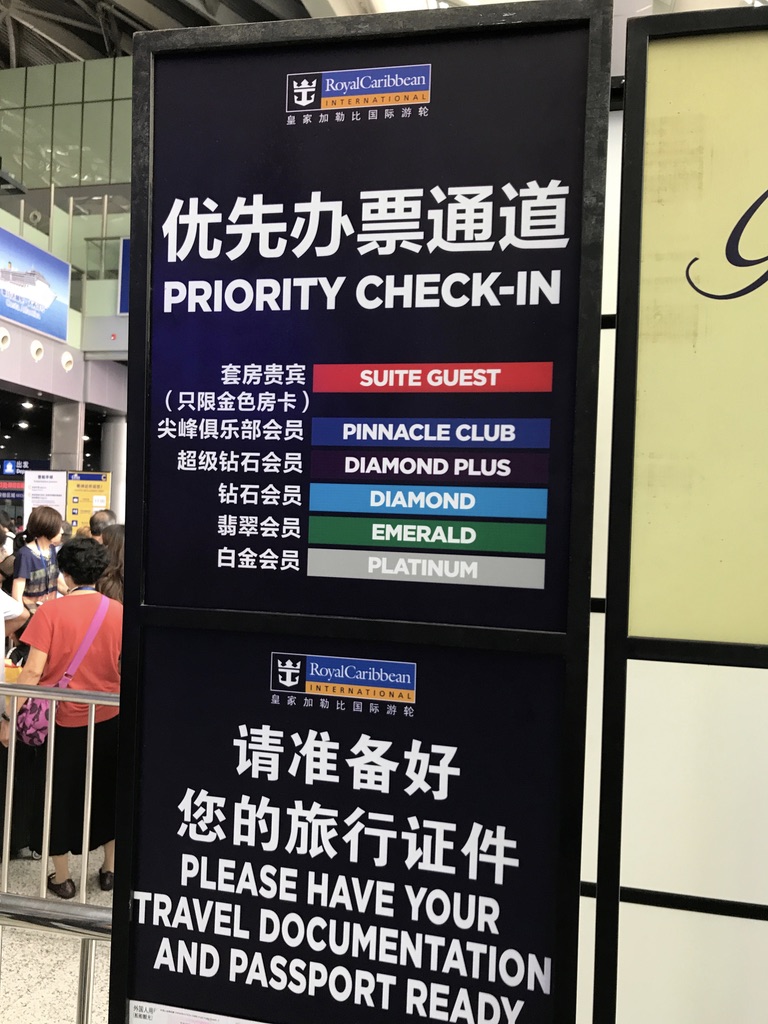 RoyalCaribbean
INTERNATIONAL
皇家加勒比国际游轮
优先办票通道
PRIORITY CHECK-IN
套房贵宾 SUITE GUEST
（只限金色房卡）
尖峰俱乐部会员 PINNACLE CLUB
超级钻石会员 DIAMOND PLUS
钻石会员 DIAMOND
翡翠会员 EMERALD
白金会员 PLATINUM
RoyalCaribbean
INTERNATIONAL
皇家加勒比国际游轮
请准备好
您的旅行证件
PLEASE HAVE YOUR
TRAVEL DOCUMENTATION
AND PASSPORT READY
出发